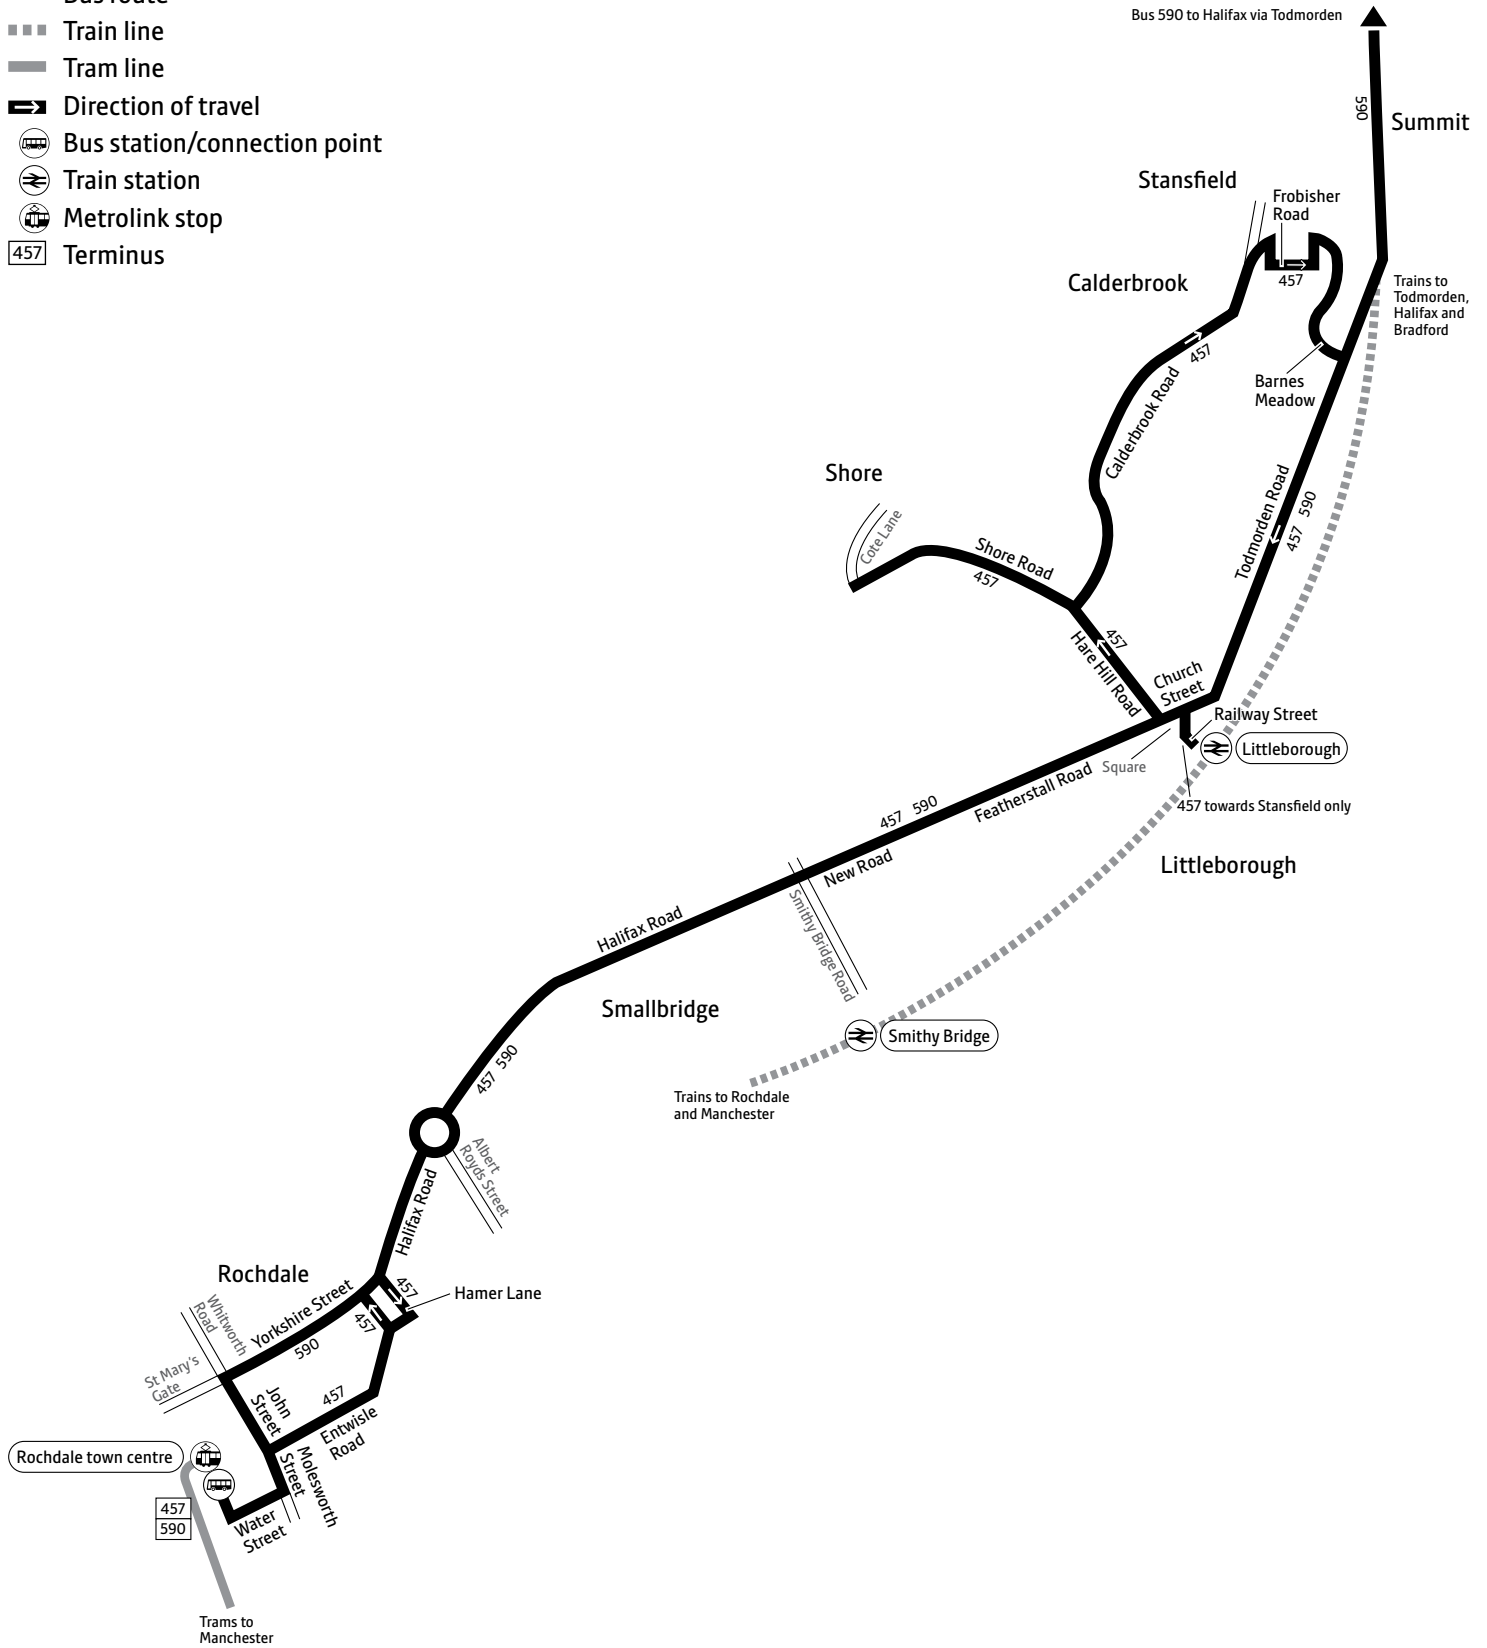 Bus route
Train line
Tram line
Direction of travel
Bus station/connection point
Train station
Metrolink stop
457
Terminus
Bus 590 to Halifax via Todmorden
590
Summit
Stansfield
Frobisher
Road
457
Calderbrook
Trains to
Todmorden,
Halifax and
Bradford
457
Barnes
Meadow
Calderbrook Road
Shore
Cote Lane
Shore Road
457
Todmorden Road
457 590
457
Hare Hill Road
Church
Street
Railway Street
Littleborough
Square
457 towards Stansfield only
Featherstall Road
457 590
New Road
Littleborough
Smithy Bridge Road
Halifax Road
Smallbridge
Smithy Bridge
457 590
Trains to Rochdale
and Manchester
Albert
Royds Street
Halifax Road
Rochdale
457
Hamer Lane
457
Whitworth
Road
Yorkshire Street
590
St Mary's
Gate
John
Street
457
Entwisle
Road
Molesworth
Street
Rochdale town centre
457
590
Water
Street
Trams to
Manchester